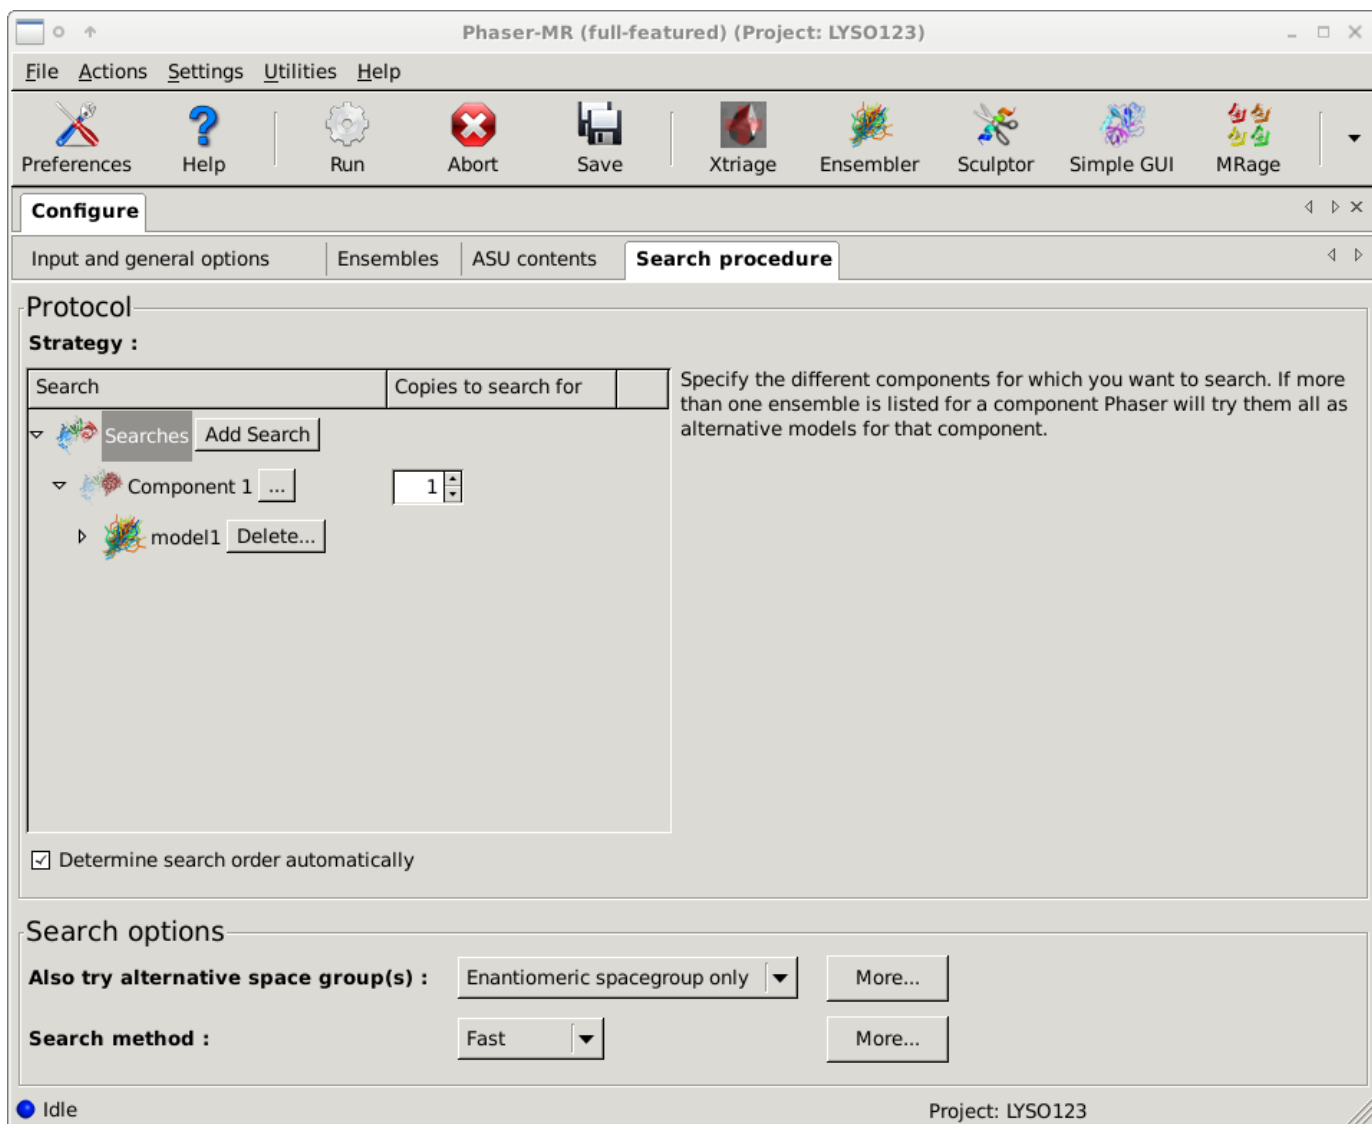 Phaser-MR (full-featured) (Project: LYSO123)
File Actions Settings Utilities Help
Preferences Help Run Abort Save Xtriage Ensembler Sculptor Simple GUI MRage
Configure
Input and general options Ensembles ASU contents Search procedure
Protocol
Strategy :
Search Copies to search for
Searches Add Search
Component 1 ... 1
model1 Delete...
Specify the different components for which you want to search. If more
than one ensemble is listed for a component Phaser will try them all as
alternative models for that component.
Determine search order automatically
Search options
Also try alternative space group(s) : Enantiomeric spacegroup only More...
Search method : Fast More...
Idle Project: LYSO123